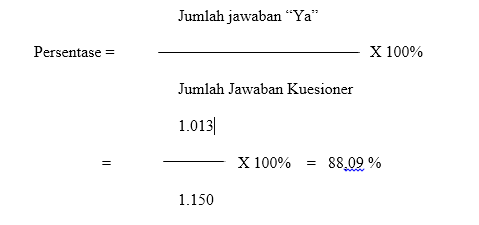 Jumlah jawaban “Ya”
Persentase = X 100%
Jumlah Jawaban Kuesioner
1.013
= X 100% = 88,09 %
1.150